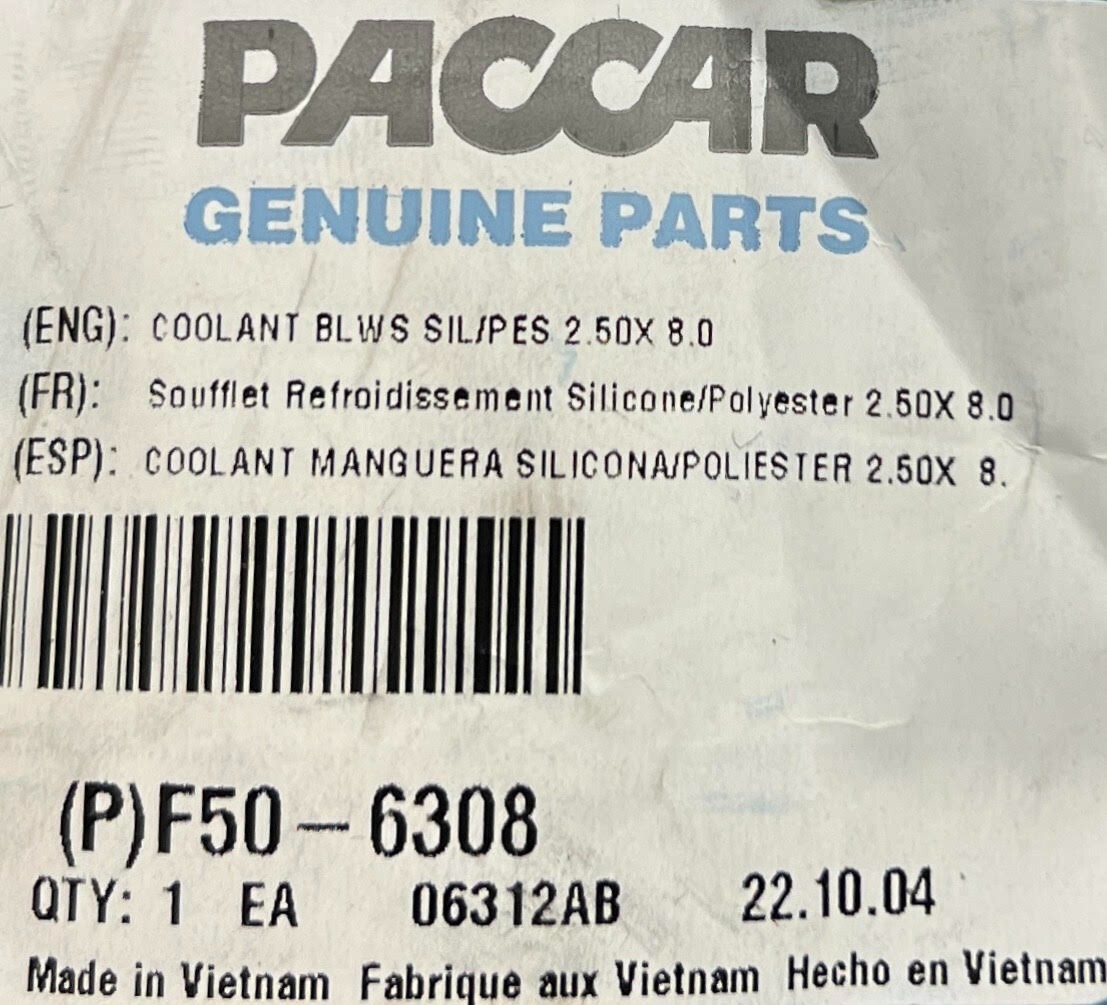 PACCAR
GENUINE PARTS
(ENG): COOLANT BLWS SIL/PES 2.50X 8.0
(FR): Soufflet Refroidissement Silicone/Polyester 2.50X 8.0
(ESP): COOLANT MANGUERA SILICONA/POLIESTER 2.50X 8.
(P)F50-6308
QTY: 1 EA 06312AB 22.10.04
Made in Vietnam Fabrique aux Vietnam Hecho en Vietnam